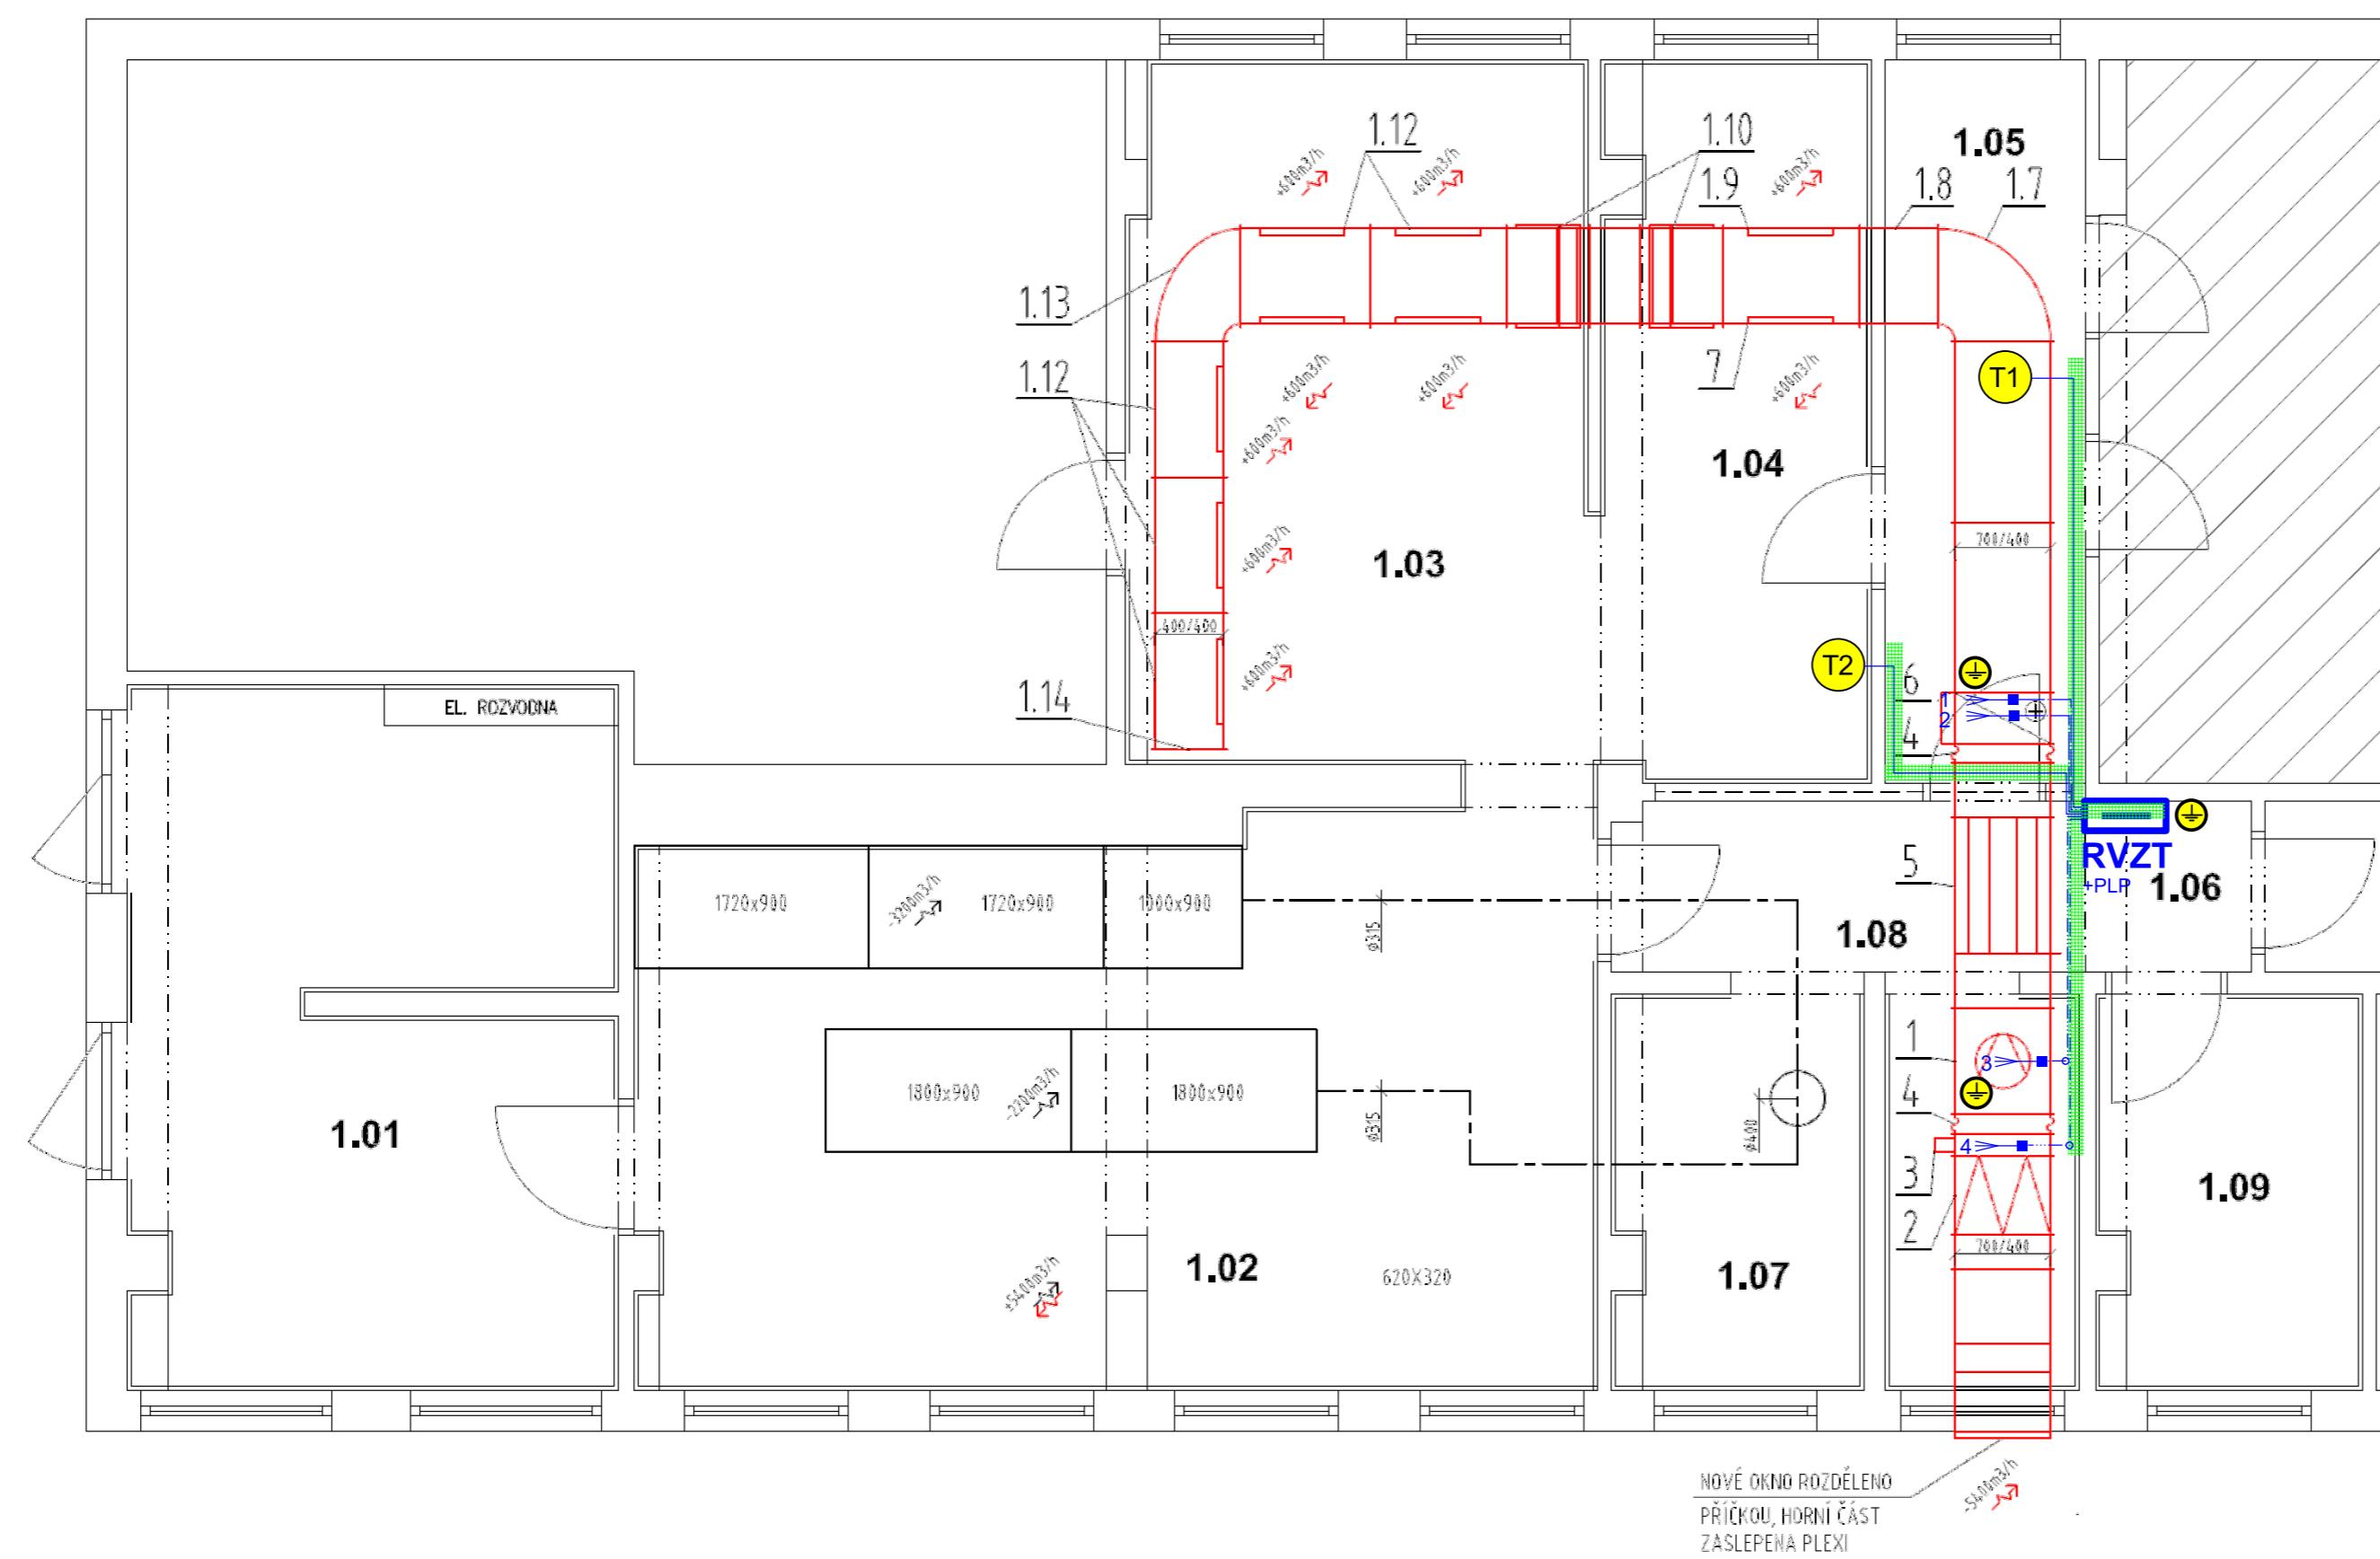 1.12
1.10
1.05
+600m3/h
+600m3/h
+600m3/h
1.9
1.8
1.7
1.13
1.12
7
T1
+600m3/h
+600m3/h
+600m3/h
+600m3/h
1.04
700/400
+600m3/h
1.03
400/400
+600m3/h
T2
6
1
2
4
1.14
EL. ROZVODNA
RVZT
+PLP
1.06
5
1720x900
-3200m3/h
1720x900
1000x900
ø315
1.08
1
3
4
1800x900
-2200m3/h
1800x900
ø315
ø400
1.01
4
3
2
1.09
700/400
1.02
620X320
1.07
±5400m3/h
NOVÉ OKNO ROZDĚLENO
PŘÍČKOU, HORNÍ ČÁST
ZASLEPENA PLEXI
-5400m3/h